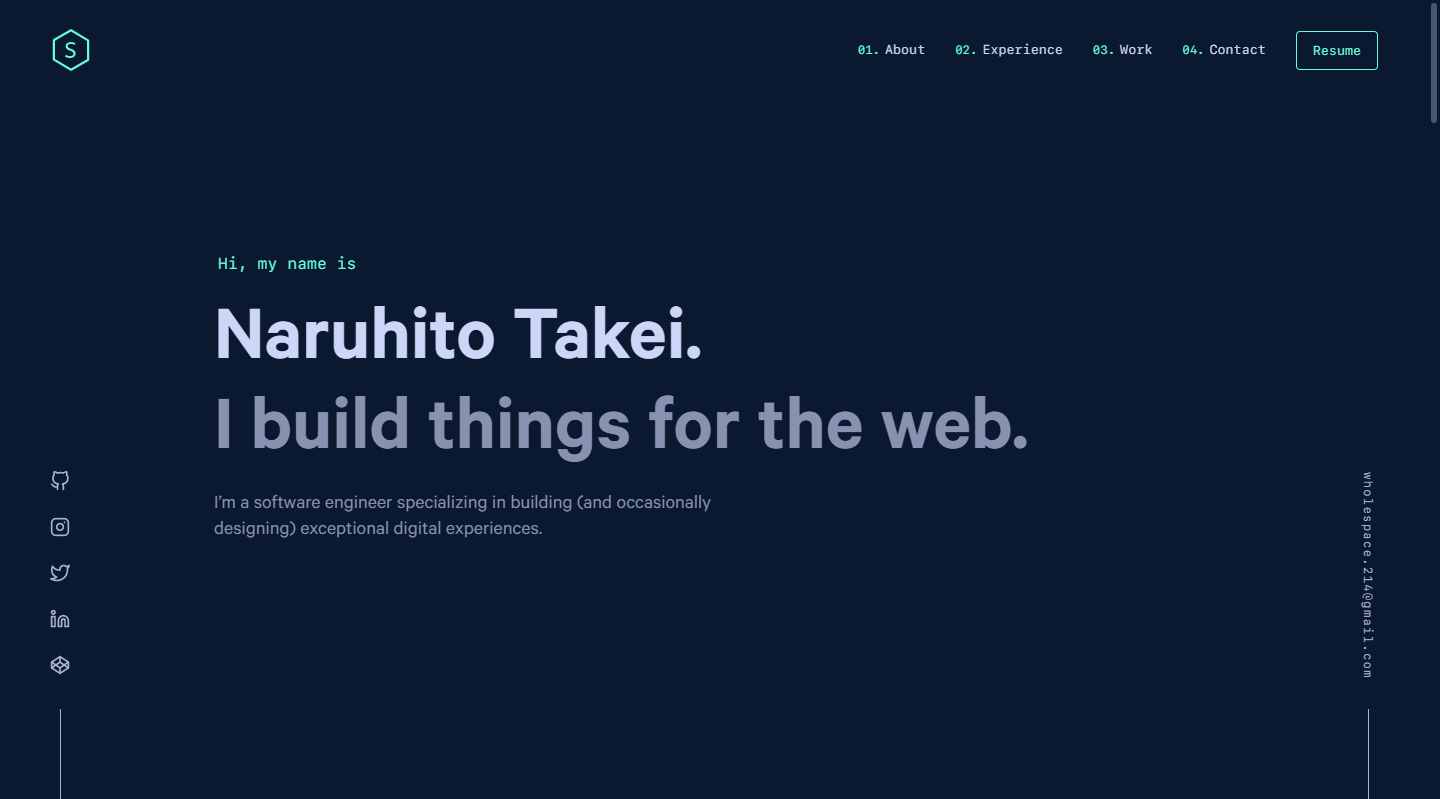 S
01. About 02. Experience 03. Work 04. Contact Resume
Hi, my name is
Naruhito Takei.
I build things for the web.
I'm a software engineer specializing in building (and occasionally
designing) exceptional digital experiences.
wholespace.214@gmail.com